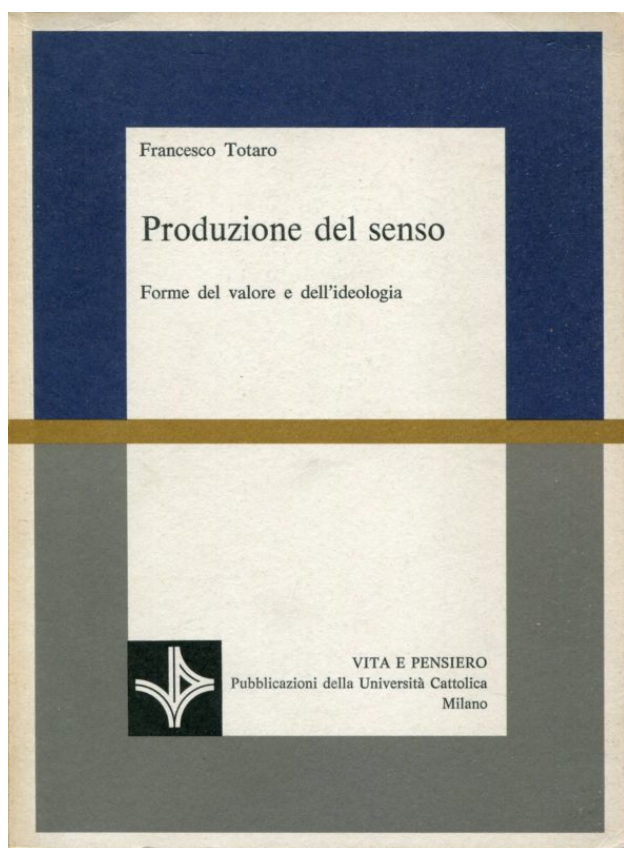 Francesco Totaro
Produzione del senso
Forme del valore e dell'ideologia
VITA E PENSIERO
Pubblicazioni della Università Cattolica
Milano